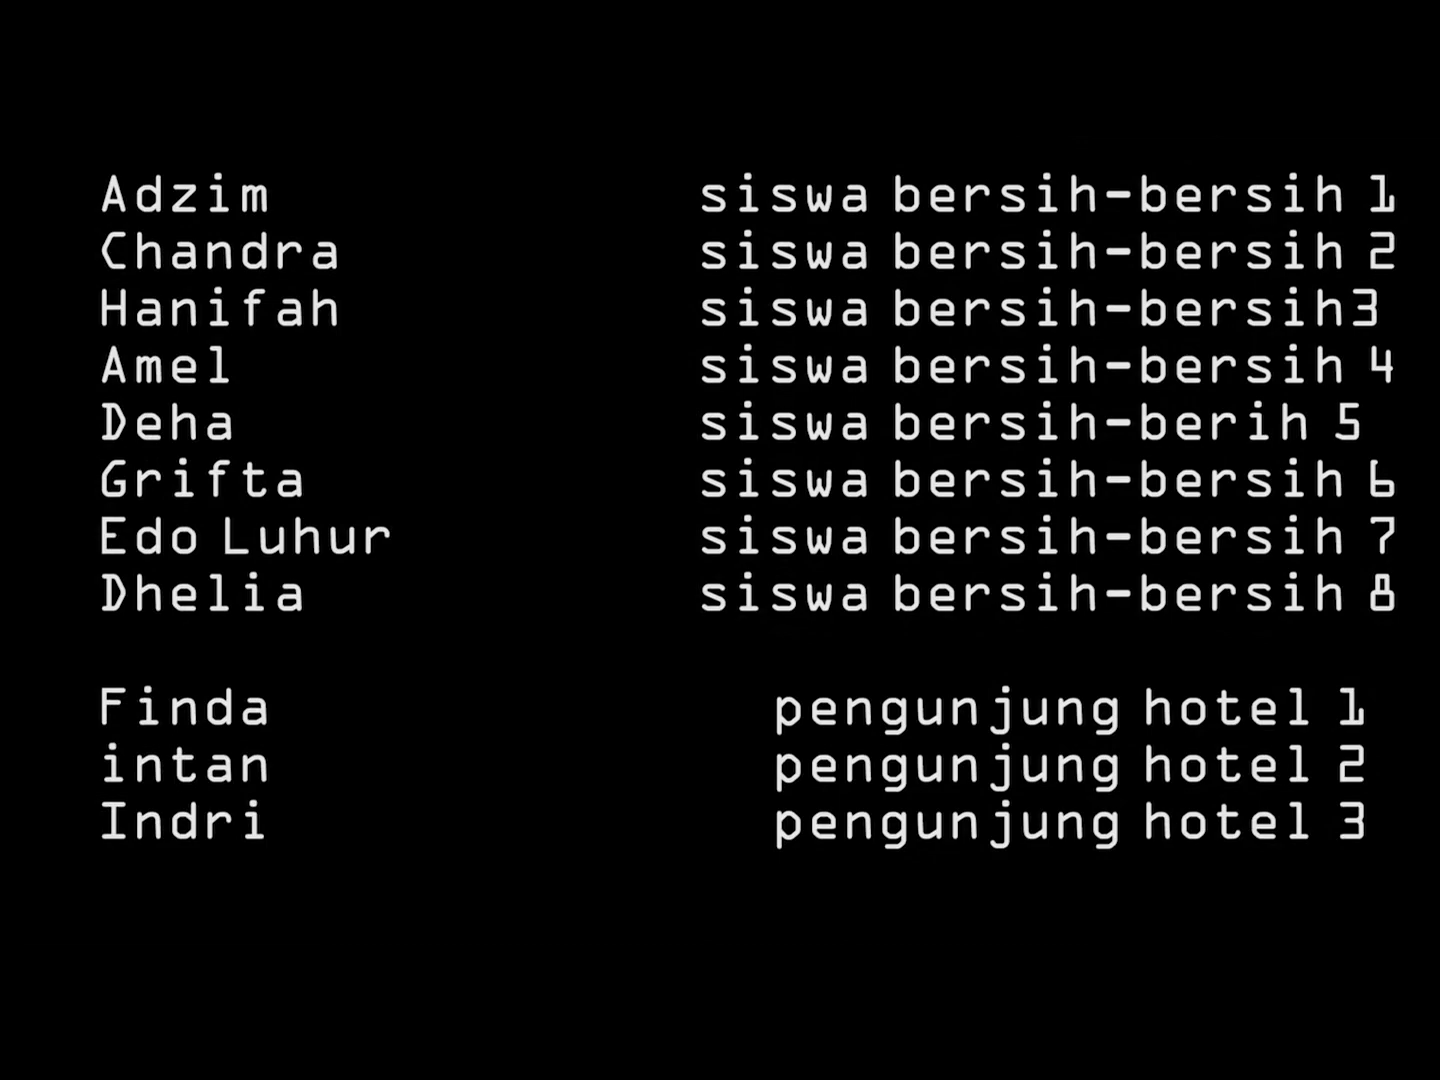 Adzim siswa bersih-bersih 1
Chandra siswa bersih-bersih 2
Hanifah siswa bersih-bersih3
Amel siswa bersih-bersih 4
Deha siswa bersih-berih 5
Grifta siswa bersih-bersih 6
Edo Luhur siswa bersih-bersih 7
Dhelia siswa bersih-bersih 8
Finda pengunjung hotel 1
intan pengunjung hotel 2
Indri pengunjung hotel 3